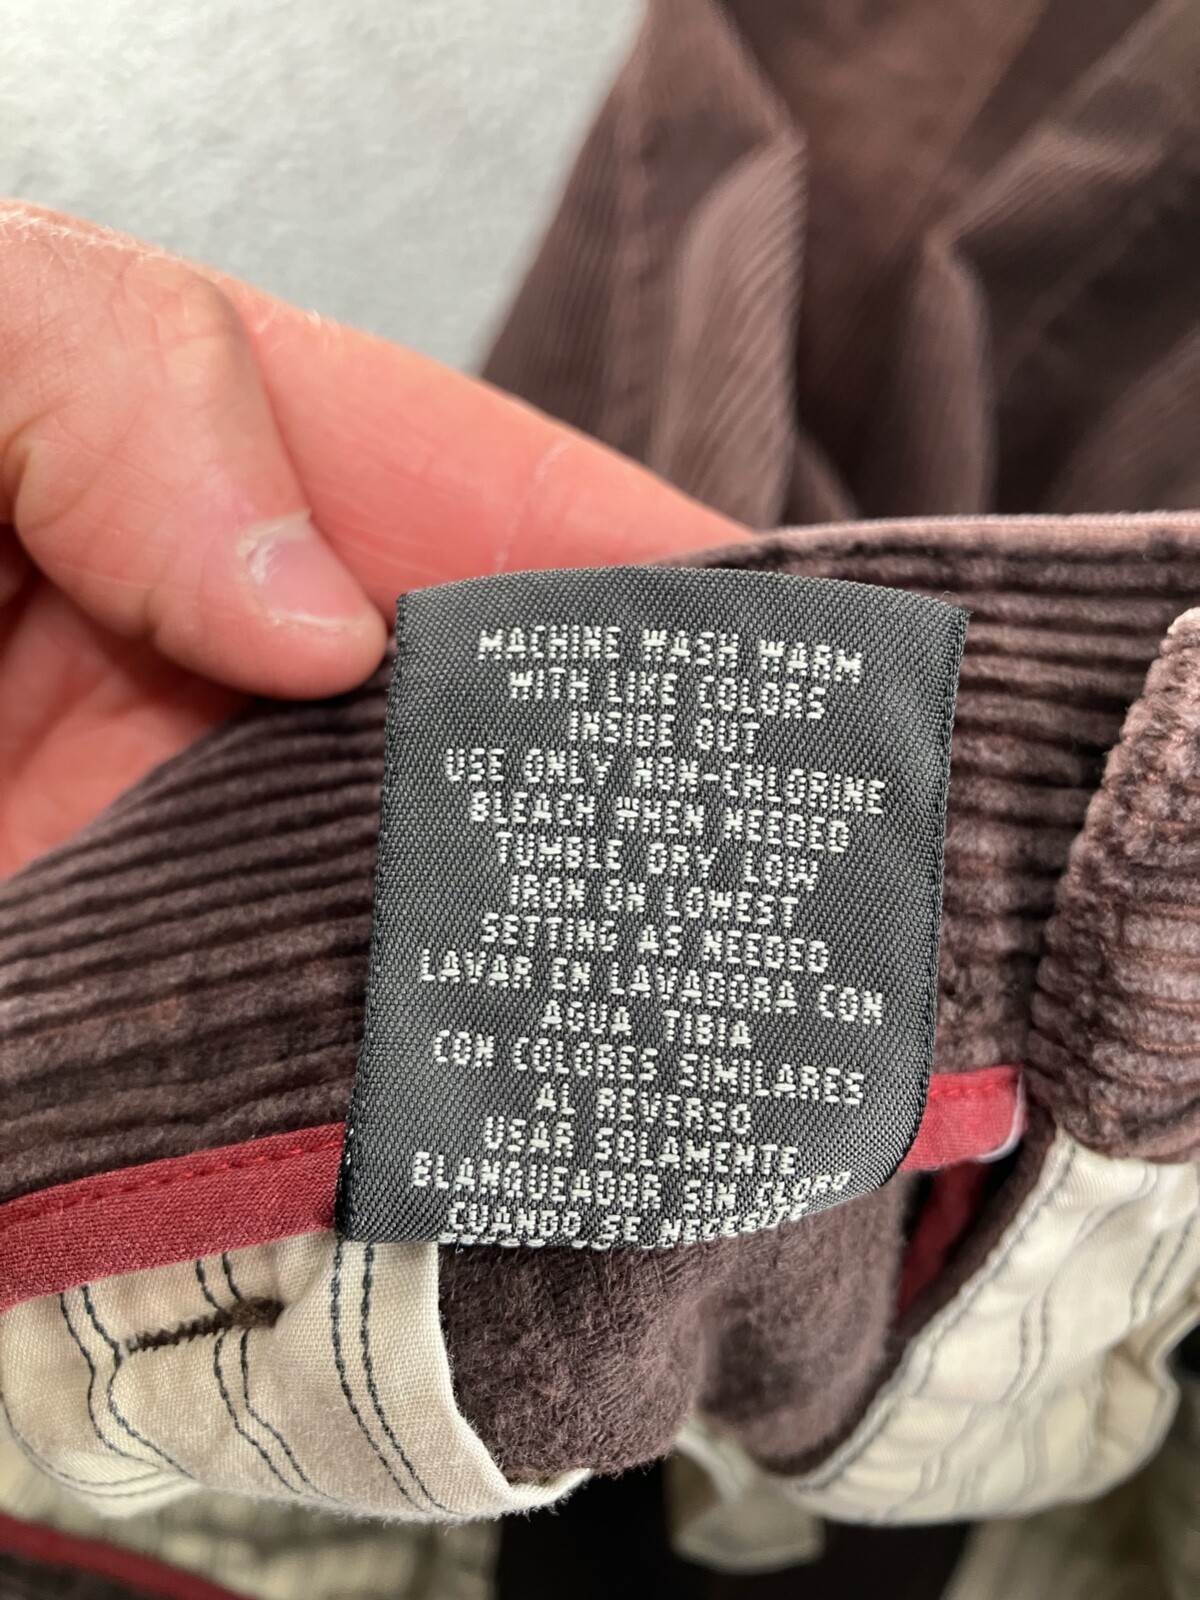 MACHINE WASH WARM
WITH LIKE COLORS
INSIDE OUT
USE ONLY NON-CHLORINE
BLEACH WHEN NEEDED
TUMBLE DRY LOW
IRON ON LOWEST
SETTING AS NEEDED
LAVAR EN LAVADORA CON
AGUA TIBIA
CON COLORES SIMILARES
AL REVERSO
USAR SOLAMENTE
BLANQUEADOR SIN CLORO
CUANDO SE